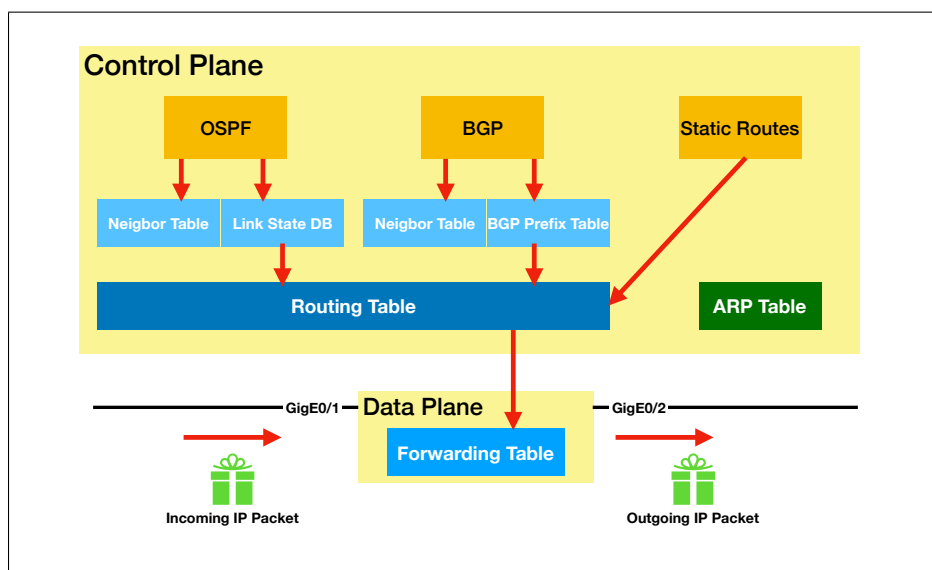 Control Plane
OSPF
BGP
Static Routes
Neigbor Table
Link State DB
Neigbor Table
BGP Prefix Table
Routing Table
ARP Table
GigE0/1
Data Plane
GigE0/2
Forwarding Table
Incoming IP Packet
Outgoing IP Packet